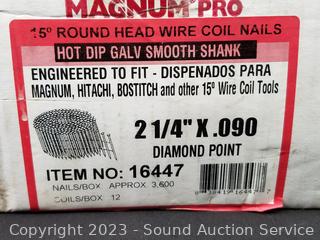 MAGNUM PRO
15° ROUND HEAD WIRE COIL NAILS
HOT DIP GALV SMOOTH SHANK
ENGINEERED TO FIT - DISPENADOS PARA
MAGNUM, HITACHI, BOSTITCH and other 15° Wire Coil Tools
2 1/4" X .090
DIAMOND POINT
ITEM NO: 16447
NAILS/BOX APPROX. 3,600
COILS/BOX 12
Copyright 2023 - Sound Auction Service